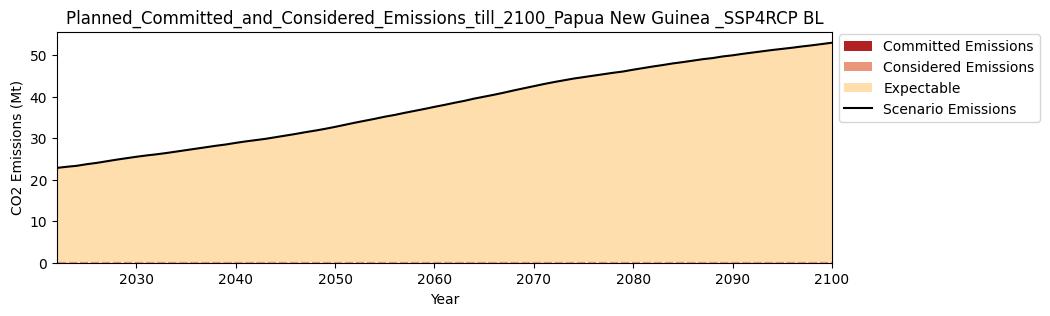 Planned_Committed_and_Considered_Emissions_till_2100_Papua New Guinea _SSP4RCP BL
Committed Emissions
Considered Emissions
Expectable
Scenario Emissions
CO2 Emissions (Mt)
50
40
30
20
10
0
2030 2040 2050 2060 2070 2080 2090 2100
Year